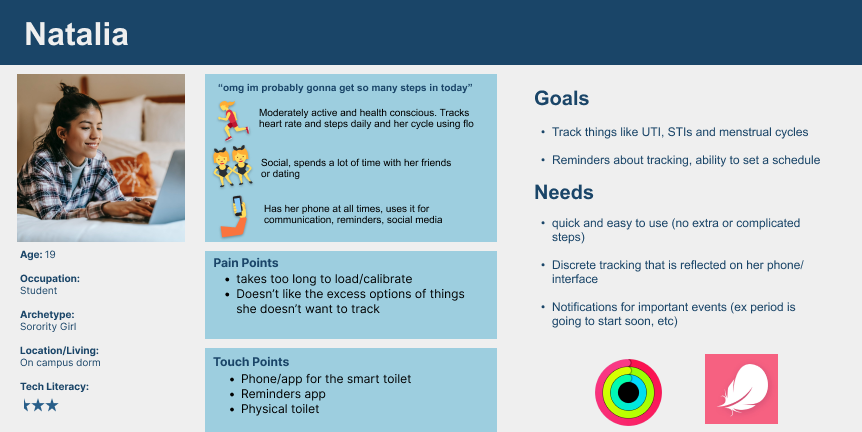 Natalia
Age: 19
Occupation:
Student
Archetype:
Sorority Girl
Location/Living:
On campus dorm
Tech Literacy:
"omg im probably gonna get so many steps in today"
Moderately active and health conscious. Tracks
heart rate and steps daily and her cycle using flo
Social, spends a lot of time with her friends
or dating
Has her phone at all times, uses it for
communication, reminders, social media
Pain Points
• takes too long to load/calibrate
• Doesn't like the excess options of things
she doesn't want to track
Touch Points
• Phone/app for the smart toilet
• Reminders app
• Physical toilet
Goals
• Track things like UTI, STIs and menstrual cycles
• Reminders about tracking, ability to set a schedule
Needs
• quick and easy to use (no extra or complicated
steps)
• Discrete tracking that is reflected on her phone/
interface
• Notifications for important events (ex period is
going to start soon, etc)